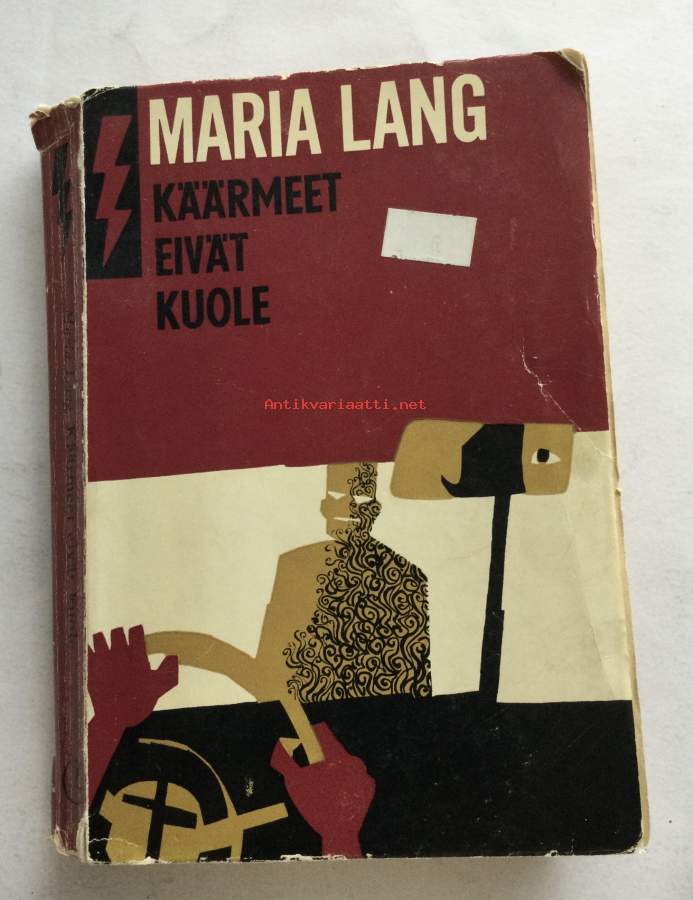 MARIA LANG
KÄÄRMEET
EIVÄT
KUOLE
Antikvariaatti.net